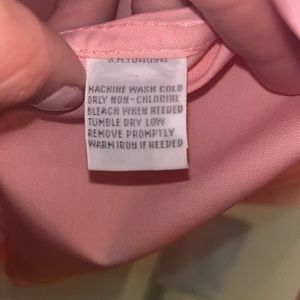 MACHINE WASH COLD
ONLY NON-CHLORINE
BLEACH WHEN NEEDED
TUMBLE DRY LOW
REMOVE PROMPTLY
WARM IRON IF NEEDED